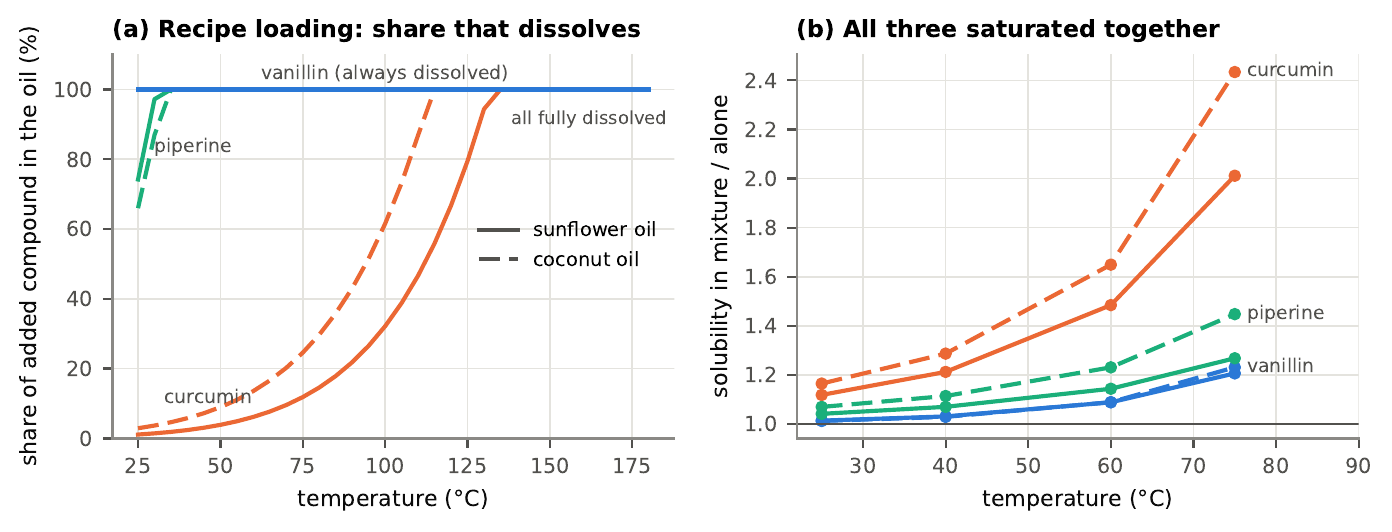 (a) Recipe loading: share that dissolves
share of added compound in the oil (%)
100
80
60
40
20
0
vanillin (always dissolved)
all fully dissolved
piperine
sunflower oil
coconut oil
curcumin
25 50 75 100 125 150 175
temperature (°C)
(b) All three saturated together
solubility in mixture / alone
2.4
2.2
2.0
1.8
1.6
1.4
1.2
1.0
curcumin
piperine
vanillin
30 40 50 60 70 80 90
temperature (°C)